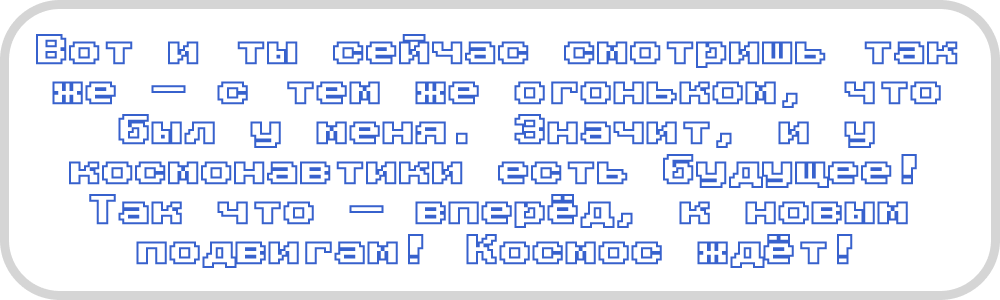 Вот и ты сейчас смотришь так
же — с тем же огоньком, что
был у меня. Значит, и у
космонавтики есть будущее!
Так что — вперёд, к новым
подвигам! Космос ждёт!